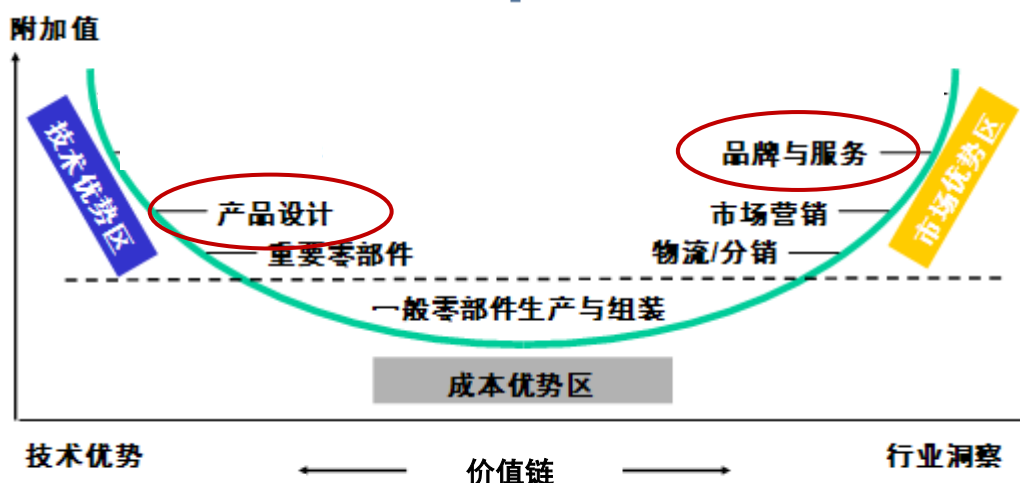 附加值
技术优势区
市场优势区
品牌与服务
产品设计
市场营销
重要零部件
物流/分销
一般零部件生产与组装
成本优势区
技术优势
价值链
行业洞察